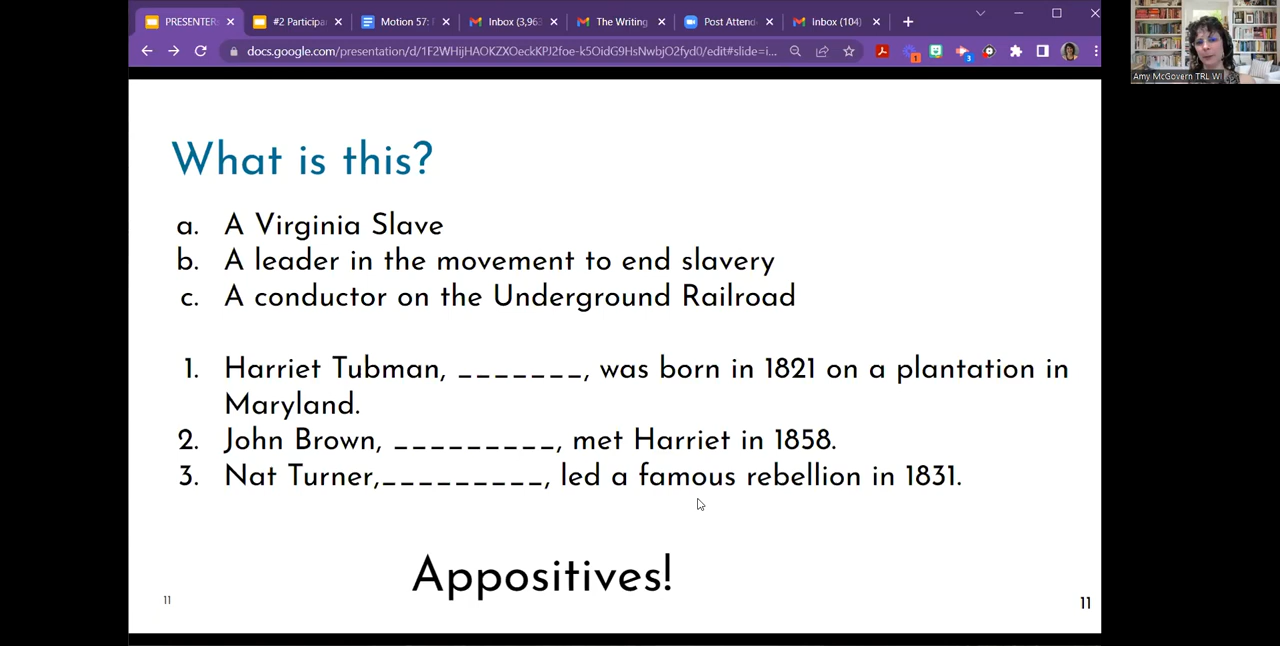 PRESENTER:
#2 Participa
Motion 57:
Inbox (3,963
The Writing
Post Attend
Inbox (104)
docs.google.com/presentation/d/1F2WHIjHAOKZXOeckKPJ2foe-k5OidG9HsNwbjO2fyd0/edit#slide=i...
1
3
Amy McGovern TRL WI
What is this?
a. A Virginia Slave
b. A leader in the movement to end slavery
c. A conductor on the Underground Railroad
1. Harriet Tubman, _______, was born in 1821 on a plantation in
Maryland.
2. John Brown, _________, met Harriet in 1858.
3. Nat Turner,_________, led a famous rebellion in 1831.
Appositives!
11
11